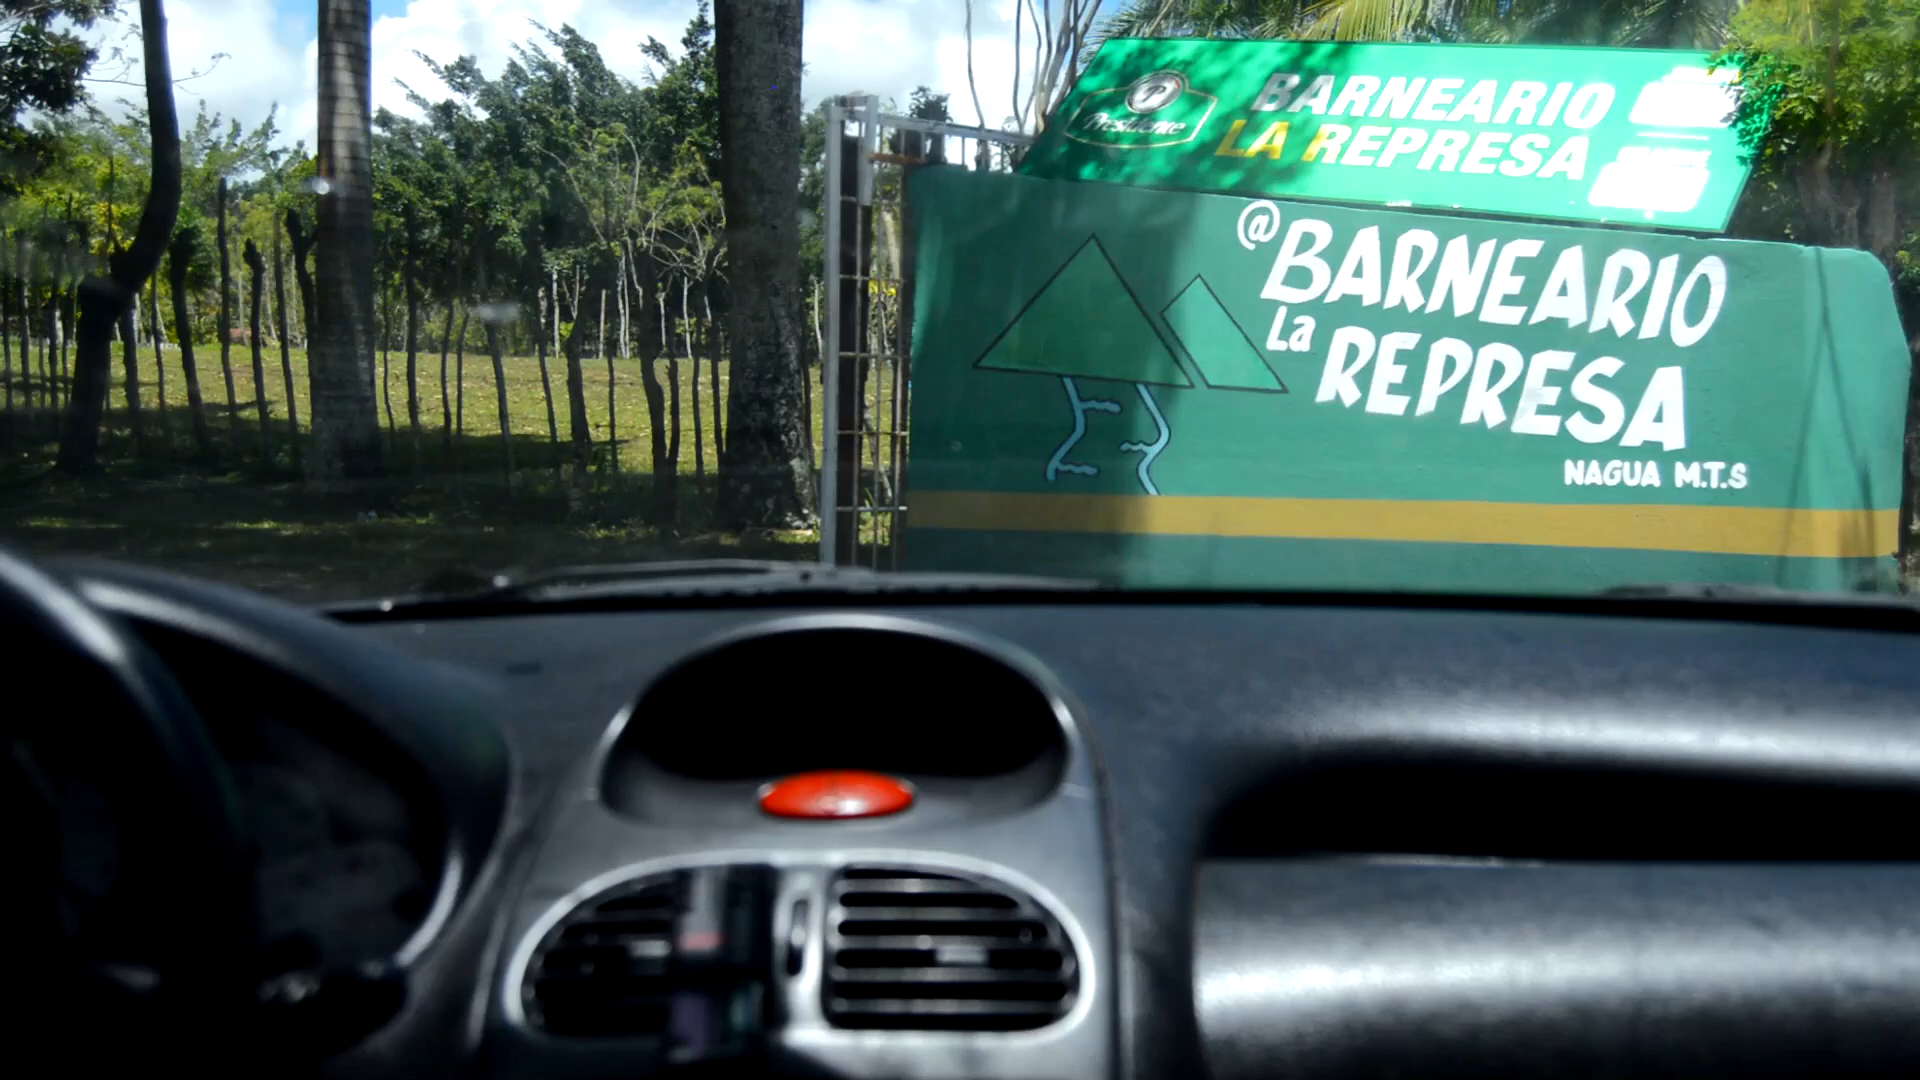 Presidente
BARNEARIO
LA REPRESA
@BARNEARIO
La REPRESA
NAGUA M.T.S